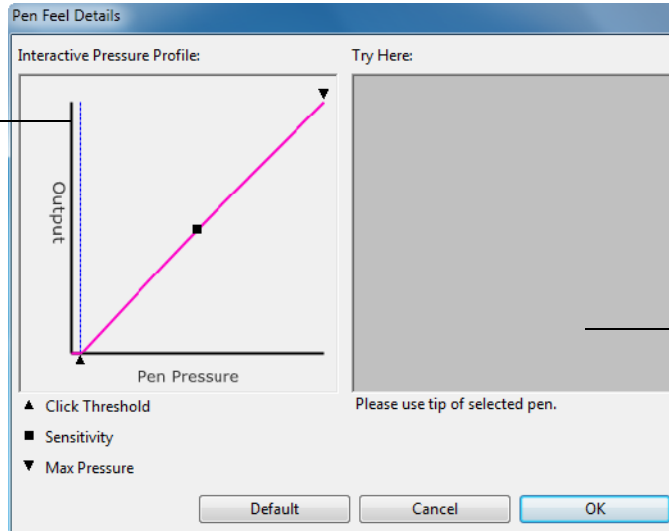 Pen Feel Details
Interactive Pressure Profile:
Try Here:
Output
Pen Pressure
Click Threshold
Sensitivity
Max Pressure
Please use tip of selected pen.
Default
Cancel
OK